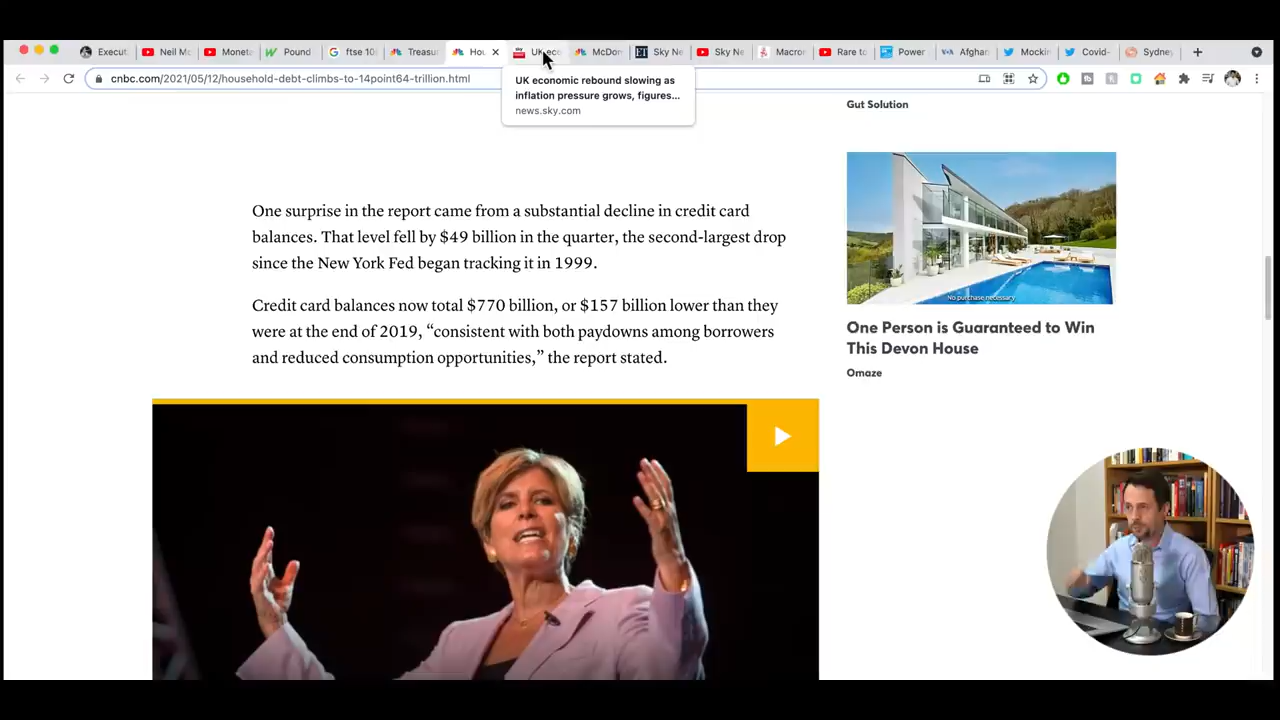 Execut
Neil Mc
Moneta
Pound
ftse 10
Treasur
Hou
UK eco
McDon
Sky Ne
Sky Ne
Macron
Rare to
Power
Afghan
Mockin
Covid-
Sydney
cnbc.com/2021/05/12/household-debt-climbs-to-14point64-trillion.html
UK economic rebound slowing as
inflation pressure grows, figures...
news.sky.com
Gut Solution
One surprise in the report came from a substantial decline in credit card
balances. That level fell by $49 billion in the quarter, the second-largest drop
since the New York Fed began tracking it in 1999.
Credit card balances now total $770 billion, or $157 billion lower than they
were at the end of 2019, “consistent with both paydowns among borrowers
and reduced consumption opportunities,” the report stated.
No purchase necessary
One Person is Guaranteed to Win
This Devon House
Omaze